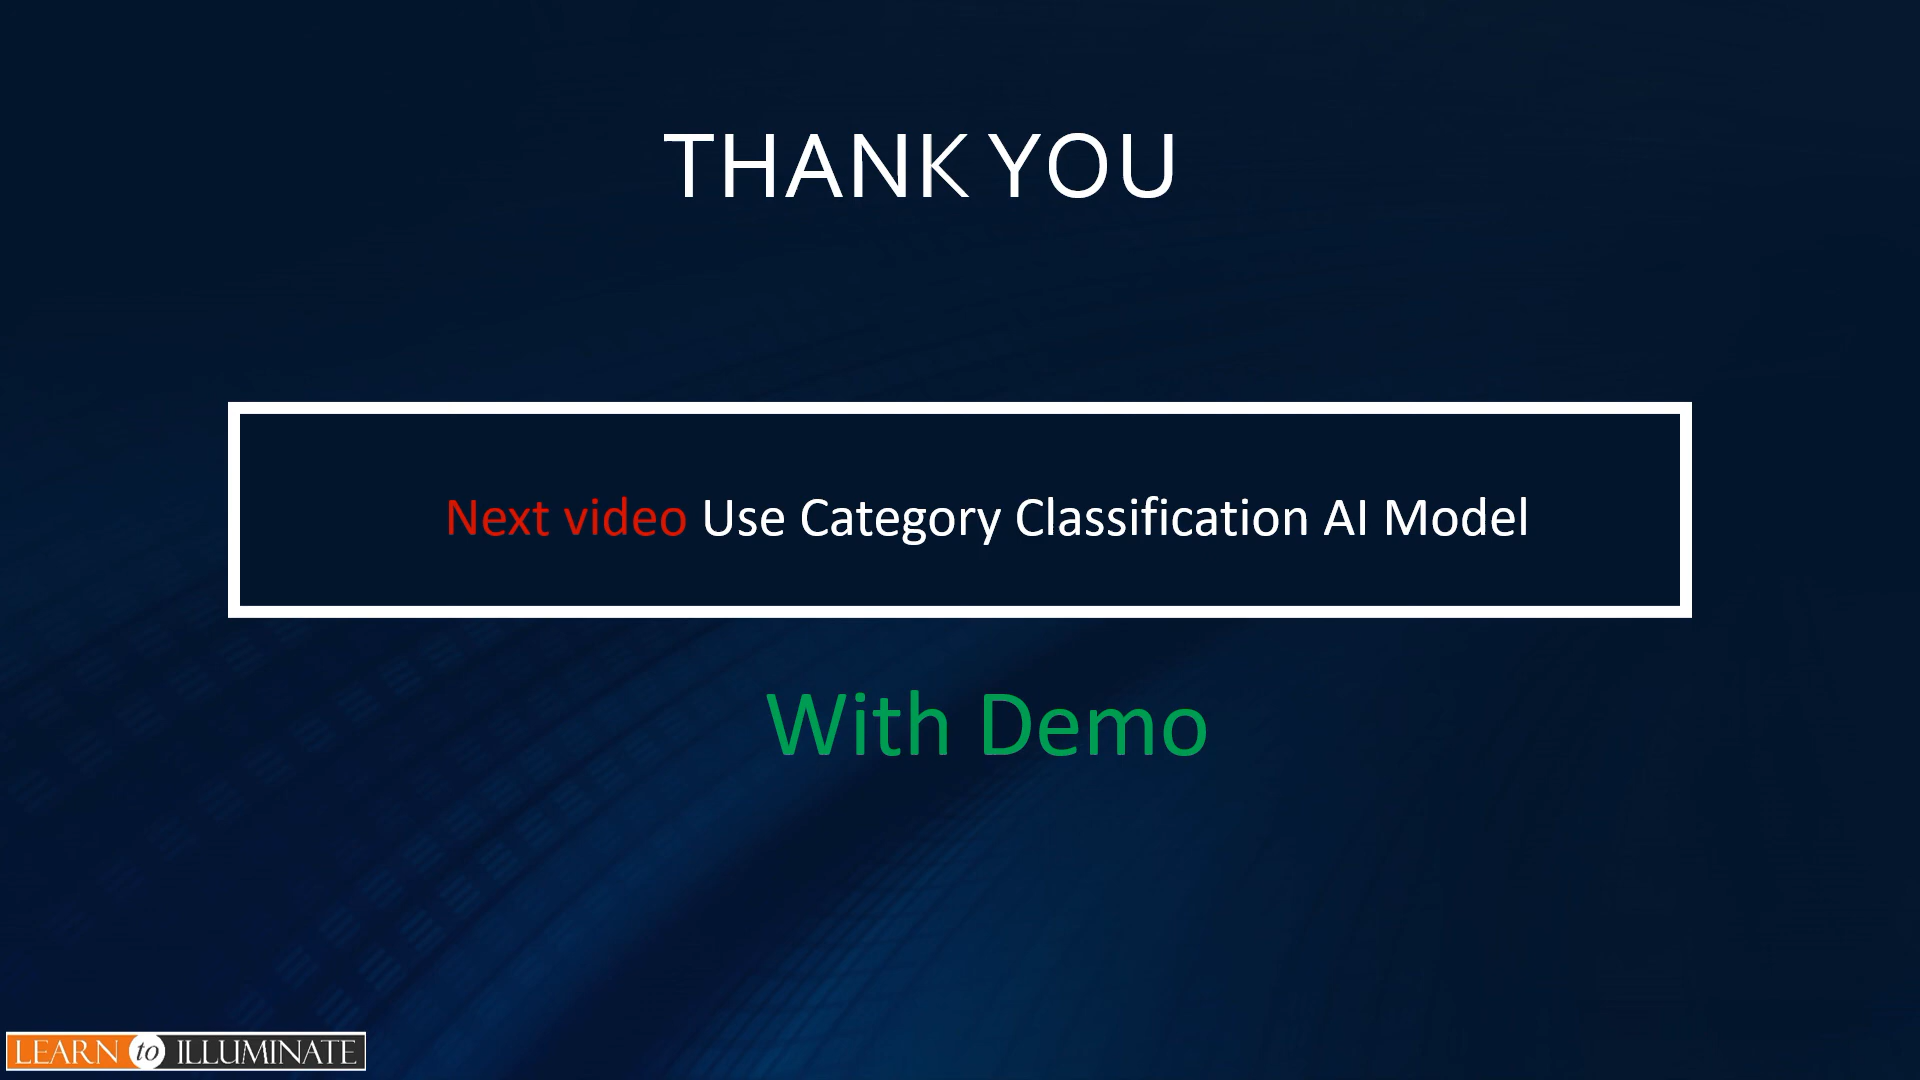 THANK YOU
Next video Use Category Classification AI Model
With Demo
LEARN to ILLUMINATE